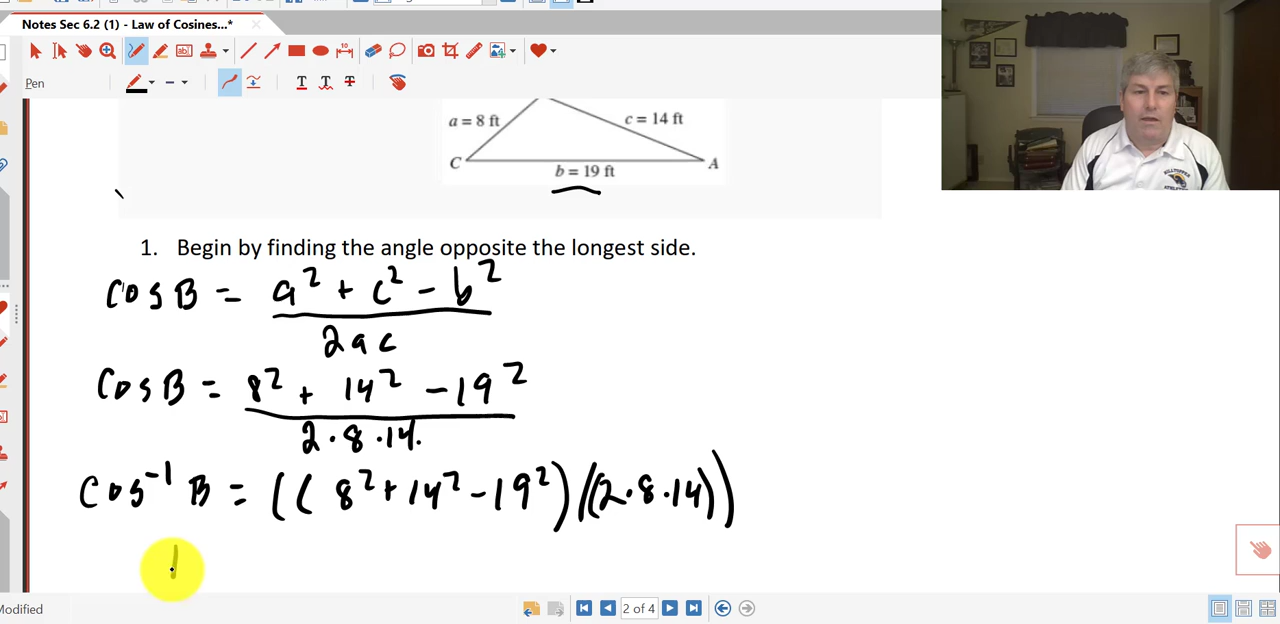 Notes Sec 6.2 (1) - Law of Cosines...*
Pen
a = 8 ft
c = 14 ft
C
A
b = 19 ft
1. Begin by finding the angle opposite the longest side.
cos B = a² + c² - b²
2ac
cos B = 8² + 14² - 19²
2 · 8 · 14.
cos⁻¹ B = (( 8² + 14² - 19²)/(2·8·14))
Modified
2 of 4